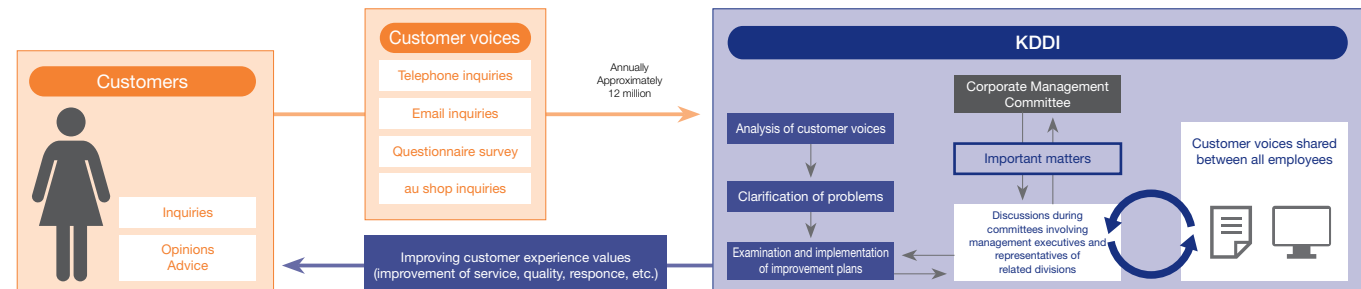 Customers
Inquiries
Opinions
Advice
Customer voices
Telephone inquiries
Email inquiries
Questionnaire survey
au shop inquiries
Annually
Approximately
12 million
Improving customer experience values
(improvement of service, quality, responce, etc.)
KDDI
Analysis of customer voices
Clarification of problems
Examination and implementation
of improvement plans
Corporate Management
Committee
Important matters
Discussions during
committees involving
management executives and
representatives of
related divisions
Customer voices shared
between all employees